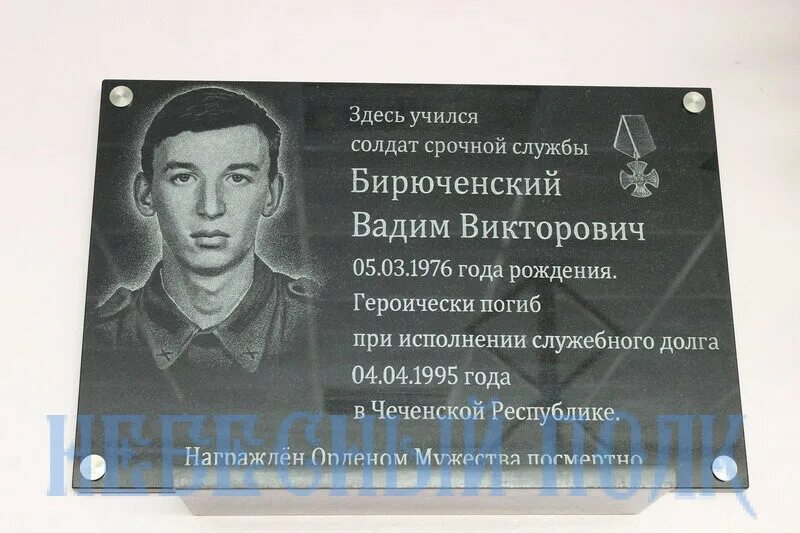 Здесь учился
солдат срочной службы
Бирюченский
Вадим Викторович
05.03.1976 года рождения.
Героически погиб
при исполнении служебного долга
04.04.1995 года
в Чеченской Республике.
Награждён Орденом Мужества посмертно
НЕБЕСНЫЙ ПОЛК